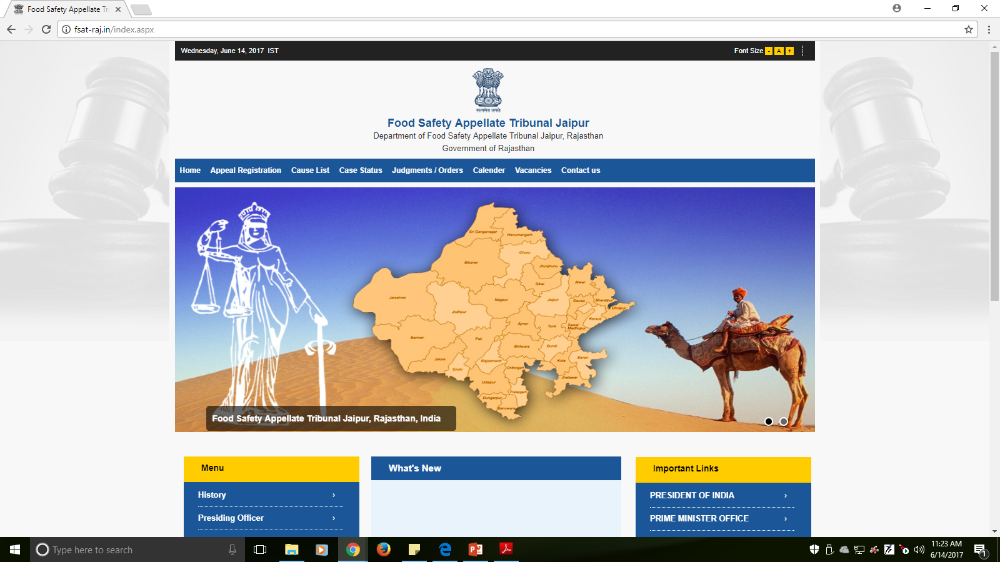 Food Safety Appellate Tri
fsat-raj.in/index.aspx
Wednesday, June 14, 2017 IST
Font Size - A +
सत्यमेव जयते
Food Safety Appellate Tribunal Jaipur
Department of Food Safety Appellate Tribunal Jaipur, Rajasthan
Government of Rajasthan
Home Appeal Registration Cause List Case Status Judgments / Orders Calender Vacancies Contact us
Sri Ganganagar
Hanumangarh
Churu
Bikaner
Jhunjhunu
Sikar
Alwar
Jaisalmer
Jodhpur
Nagaur
Jaipur
Dausa
Bharatpur
Dholpur
Karauli
Ajmer
Tonk
Sawai
Madhopur
Barmer
Pali
Bhilwara
Bundi
Jalore
Rajsamand
Kota
Baran
Sirohi
Chittorgarh
Jhalawar
Udaipur
Pratapgarh
Dungarpur
Banswara
Food Safety Appellate Tribunal Jaipur, Rajasthan, India
Menu
History
Presiding Officer
What's New
Important Links
PRESIDENT OF INDIA
PRIME MINISTER OFFICE
Type here to search
11:23 AM
6/14/2017
1